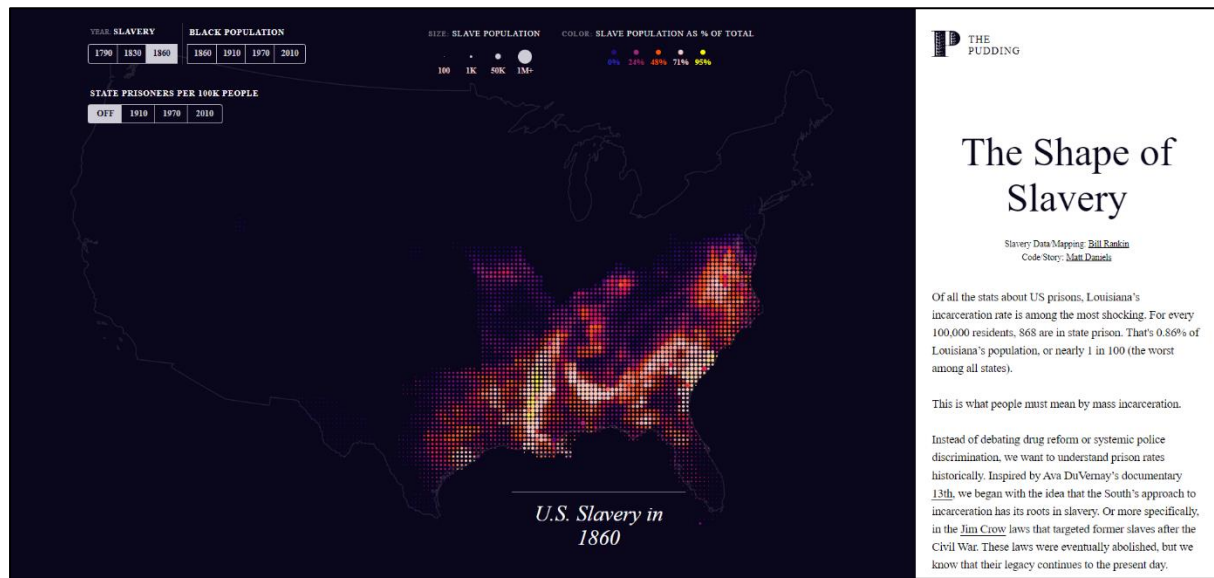 YEAR: SLAVERY
BLACK POPULATION
1790 1830 1860
1860 1910 1970 2010
STATE PRISONERS PER 100K PEOPLE
OFF 1910 1970 2010
SIZE: SLAVE POPULATION
100 1K 50K 1M+
COLOR: SLAVE POPULATION AS % OF TOTAL
0% 24% 48% 71% 95%
U.S. Slavery in
1860
THE
PUDDING
The Shape of
Slavery
Slavery Data/Mapping: Bill Rankin
Code/Story: Matt Daniels
Of all the stats about US prisons, Louisiana’s
incarceration rate is among the most shocking. For every
100,000 residents, 868 are in state prison. That's 0.86% of
Louisiana’s population, or nearly 1 in 100 (the worst
among all states).
This is what people must mean by mass incarceration.
Instead of debating drug reform or systemic police
discrimination, we want to understand prison rates
historically. Inspired by Ava DuVernay’s documentary
13th, we began with the idea that the South’s approach to
incarceration has its roots in slavery. Or more specifically,
in the Jim Crow laws that targeted former slaves after the
Civil War. These laws were eventually abolished, but we
know that their legacy continues to the present day.